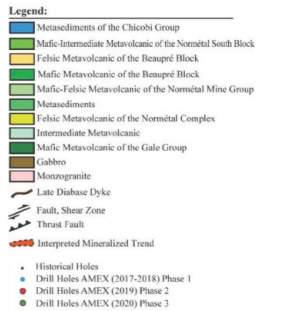 Legend:
Metasediments of the Chicobi Group
Mafic-Intermediate Metavolcanic of the Normétal South Block
Felsic Metavolcanic of the Beaupré Block
Mafic Metavolcanic of the Beaupré Block
Mafic-Felsic Metavolcanic of the Normétal Mine Group
Metasediments
Felsic Metavolcanic of the Normétal Complex
Intermediate Metavolcanic
Mafic Metavolcanic of the Gale Group
Gabbro
Monzogranite
Late Diabase Dyke
Fault, Shear Zone
Thrust Fault
Interpreted Mineralized Trend
Historical Holes
Drill Holes AMEX (2017-2018) Phase 1
Drill Holes AMEX (2019) Phase 2
Drill Holes AMEX (2020) Phase 3